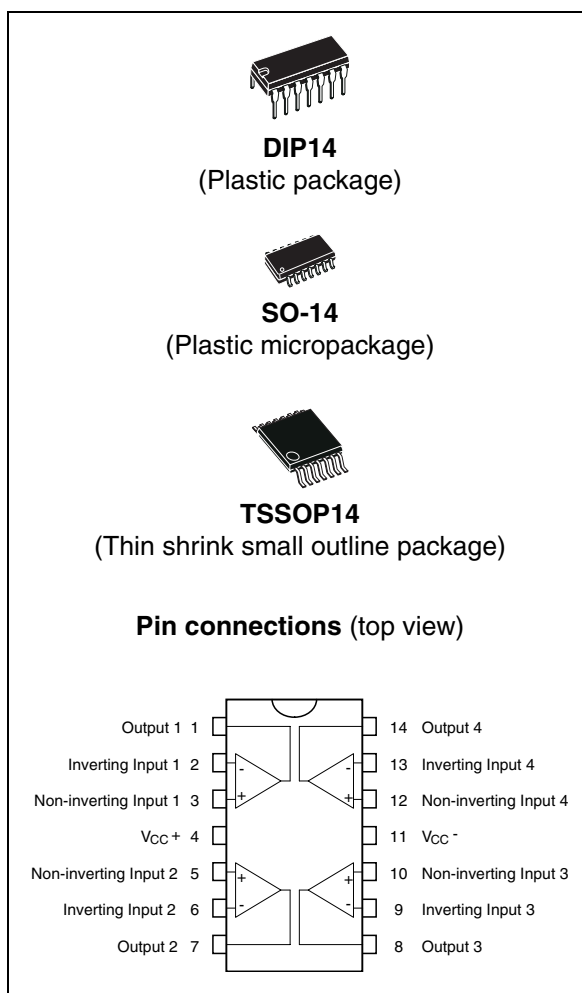 DIP14
(Plastic package)
SO-14
(Plastic micropackage)
TSSOP14
(Thin shrink small outline package)
Pin connections (top view)
Output 1 1 14 Output 4
Inverting Input 1 2 - - 13 Inverting Input 4
Non-inverting Input 1 3 + + 12 Non-inverting Input 4
VCC + 4 11 VCC -
Non-inverting Input 2 5 + + 10 Non-inverting Input 3
Inverting Input 2 6 - - 9 Inverting Input 3
Output 2 7 8 Output 3